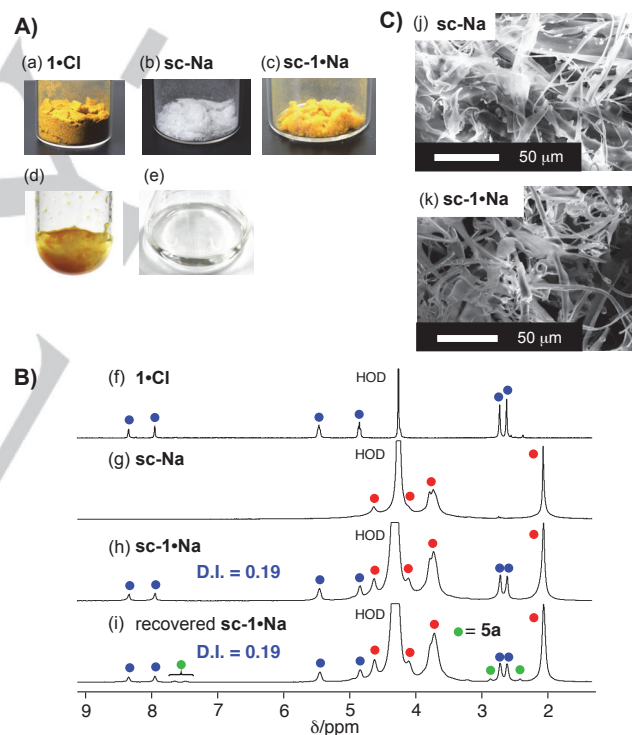 A)
(a) 1•Cl
(b) sc-Na
(c) sc-1•Na
(d)
(e)
C)
(j) sc-Na
50 μm
(k) sc-1•Na
50 μm
B)
(f) 1•Cl
HOD
(g) sc-Na
HOD
(h) sc-1•Na
HOD
D.I. = 0.19
(i) recovered sc-1•Na
HOD
= 5a
D.I. = 0.19
9 8 7 6 5 4 3 2
δ/ppm